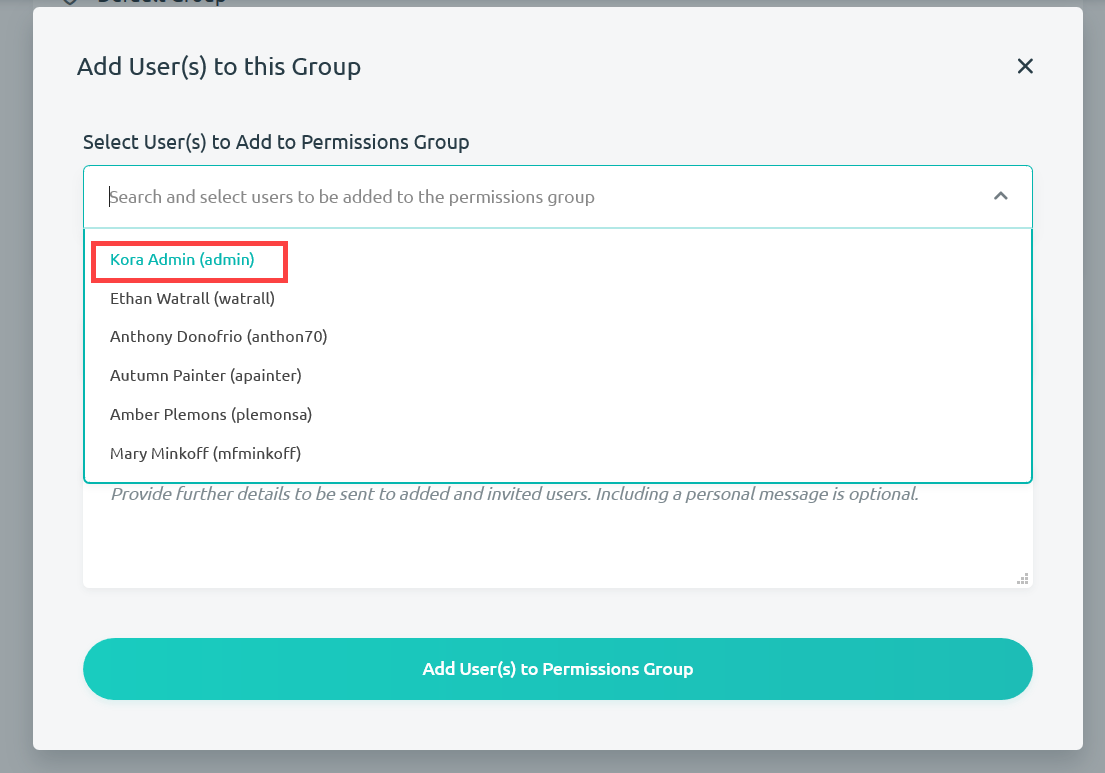 Default Group
Add User(s) to this Group
Select User(s) to Add to Permissions Group
Search and select users to be added to the permissions group
Kora Admin (admin)
Ethan Watrall (watrall)
Anthony Donofrio (anthon70)
Autumn Painter (apainter)
Amber Plemons (plemonsa)
Mary Minkoff (mfminkoff)
Provide further details to be sent to added and invited users. Including a personal message is optional.
Add User(s) to Permissions Group